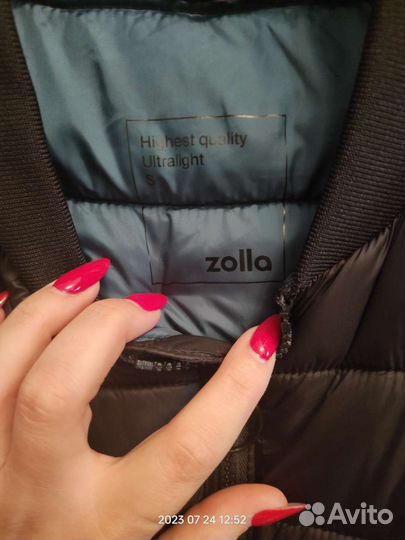 Highest quality
Ultralight
S
zolla
2023 07 24 12:52
Avito